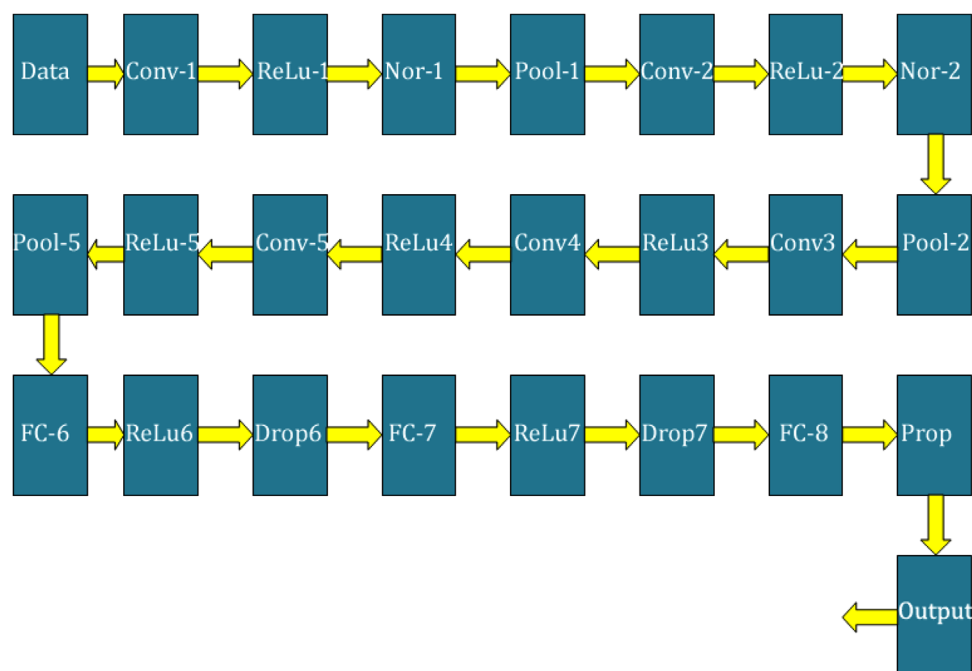 Data Conv-1 ReLu-1 Nor-1 Pool-1 Conv-2 ReLu-2 Nor-2
Pool-5 ReLu-5 Conv-5 ReLu4 Conv4 ReLu3 Conv3 Pool-2
FC-6 ReLu6 Drop6 FC-7 ReLu7 Drop7 FC-8 Prop
Output